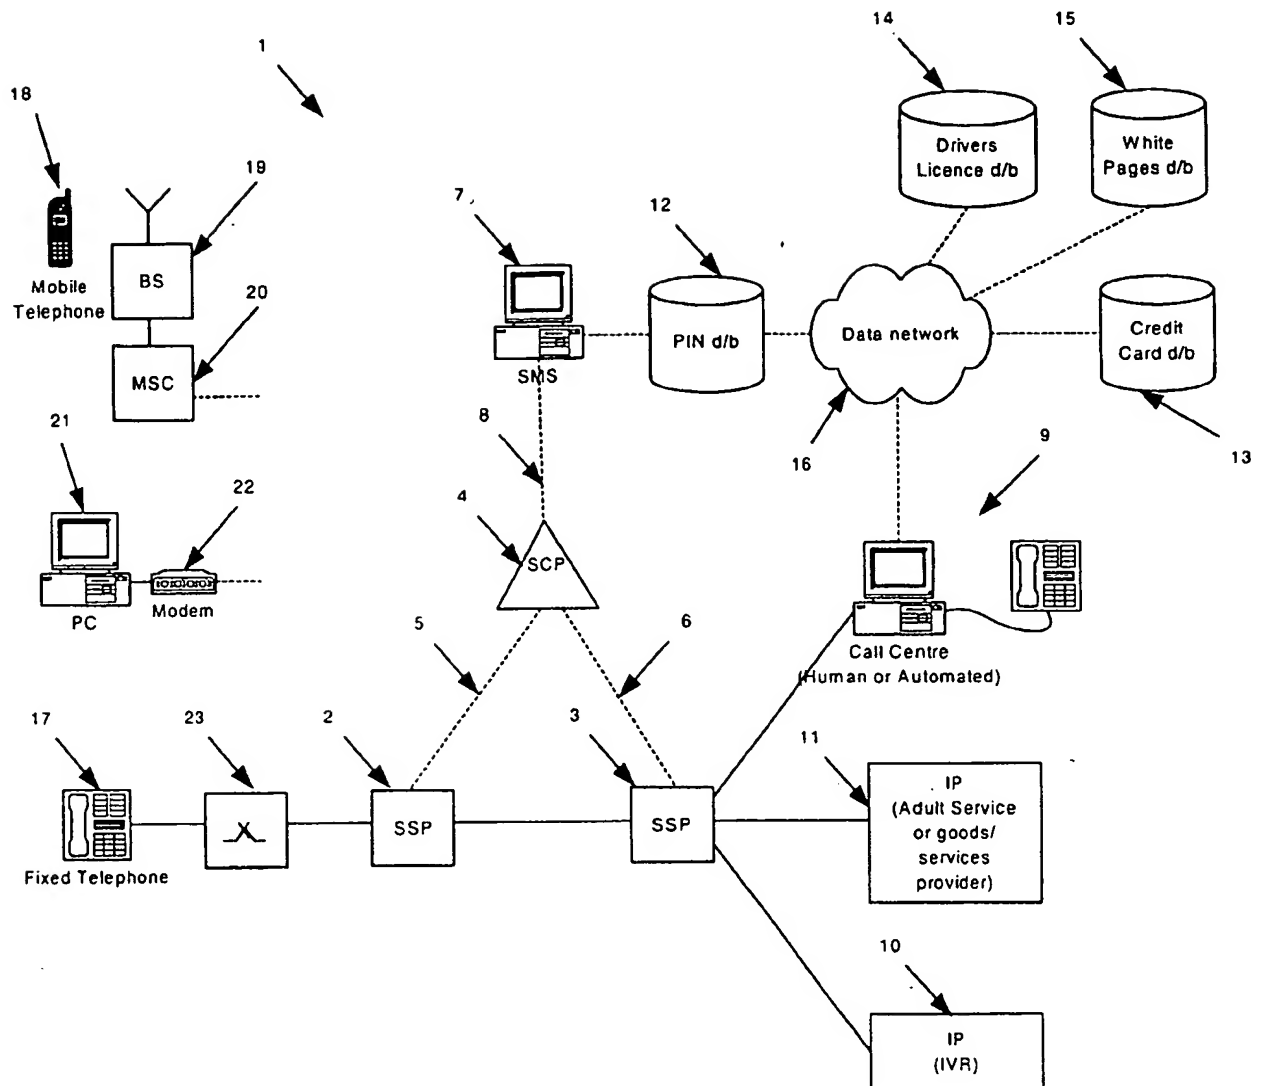 1
14
15
18
19
7
12
Drivers
Licence d/b
White
Pages d/b
BS
Mobile
Telephone
20
PIN d/b
Data network
Credit
Card d/b
MSC
SMS
21
22
8
16
9
13
4
SCP
PC
Modem
5
6
Call Centre
(Human or Automated)
17
23
2
3
11
SSP
SSP
IP
(Adult Service
or goods/
services
provider)
Fixed Telephone
10
IP
(IVR)